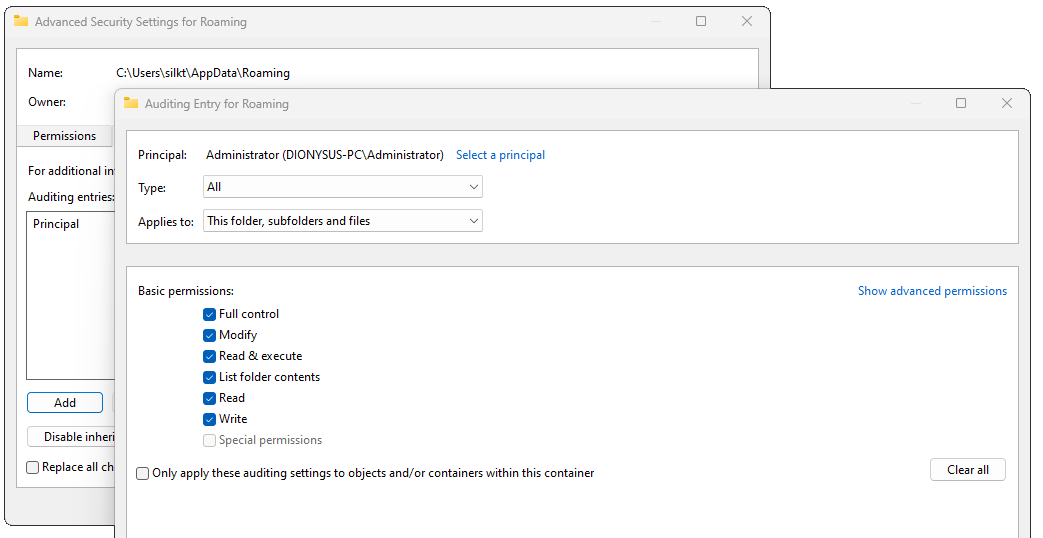 Advanced Security Settings for Roaming
Name: C:\Users\silkt\AppData\Roaming
Owner:
Permissions
For additional in
Auditing entries:
Principal
Add
Disable inheri
Replace all ch
Auditing Entry for Roaming
Principal: Administrator (DIONYSUS-PC\Administrator) Select a principal
Type: All
Applies to: This folder, subfolders and files
Basic permissions: Show advanced permissions
Full control
Modify
Read & execute
List folder contents
Read
Write
Special permissions
Only apply these auditing settings to objects and/or containers within this container
Clear all